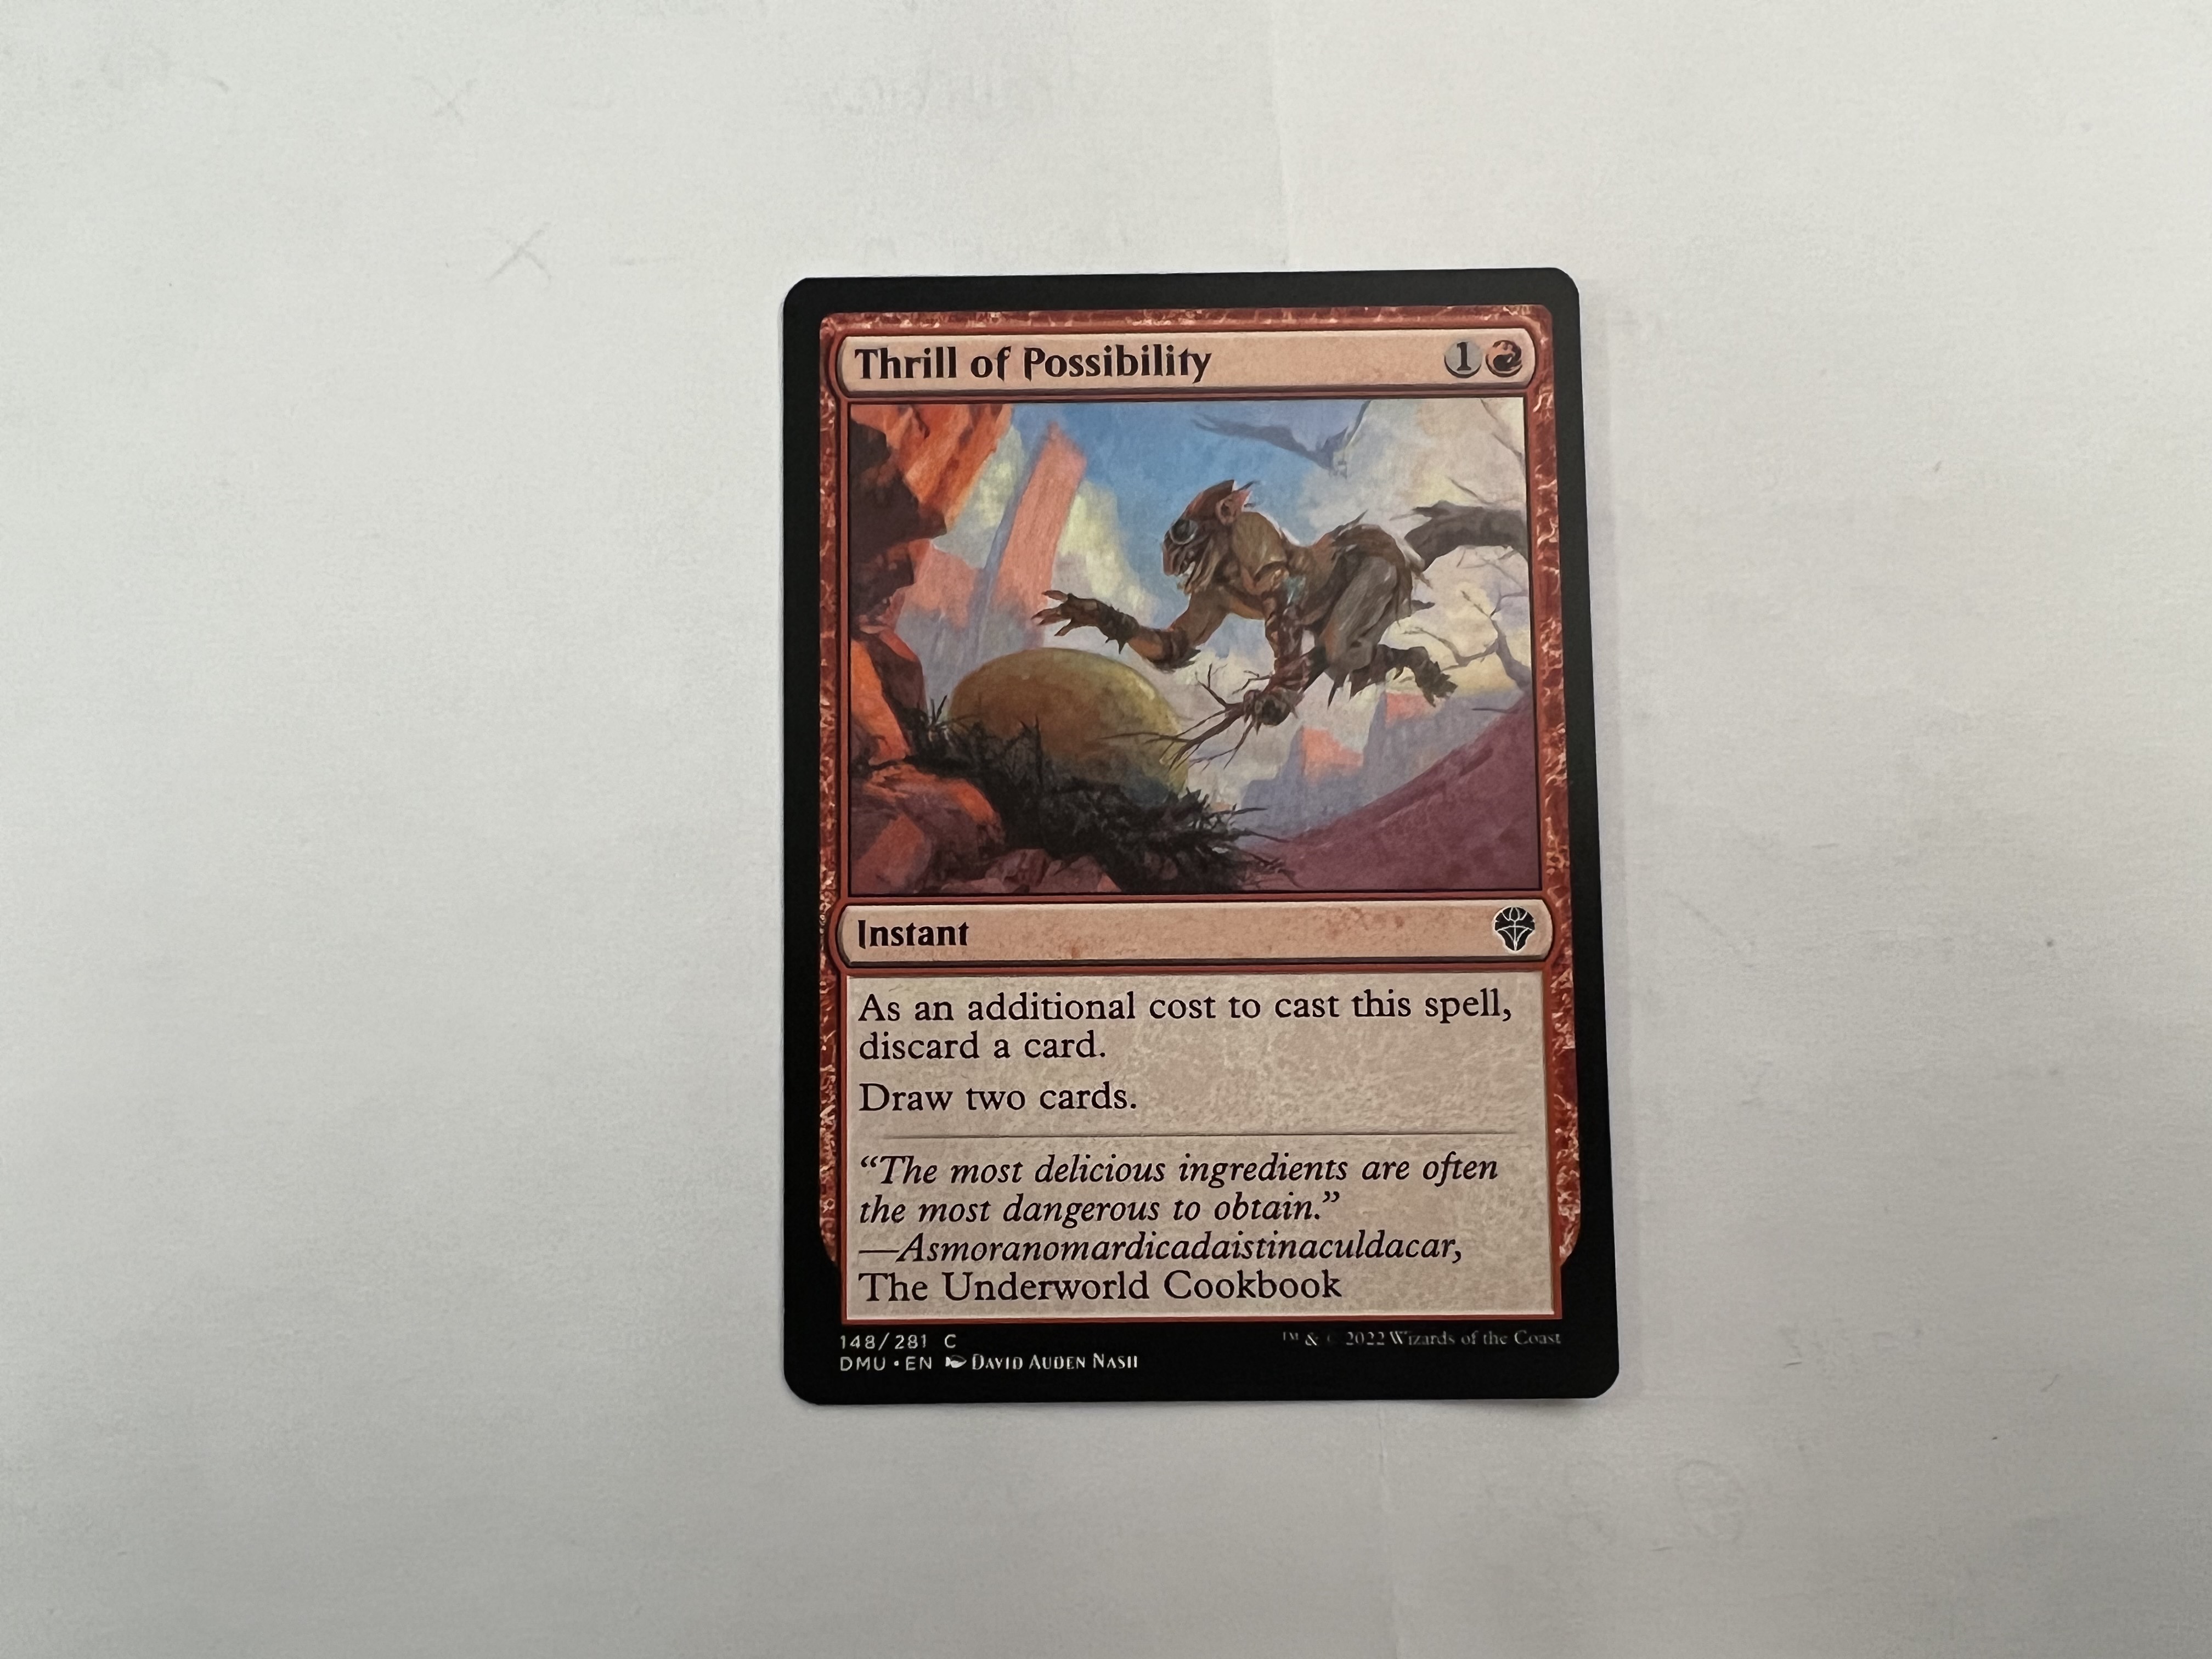 Thrill of Possibility 1
Instant
As an additional cost to cast this spell,
discard a card.
Draw two cards.
“The most delicious ingredients are often
the most dangerous to obtain.”
—Asmoranomardicadaistinaculdacar,
The Underworld Cookbook
148/281 C
DMU • EN David Auden Nash
™ & © 2022 Wizards of the Coast